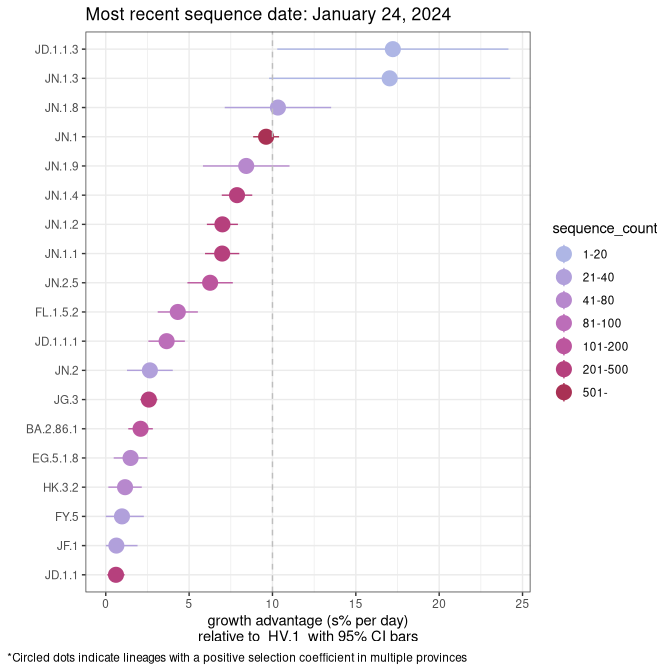 Most recent sequence date: January 24, 2024
JD.1.1.3
JN.1.3
JN.1.8
JN.1
JN.1.9
JN.1.4
JN.1.2
JN.1.1
JN.2.5
FL.1.5.2
JD.1.1.1
JN.2
JG.3
BA.2.86.1
EG.5.1.8
HK.3.2
FY.5
JF.1
JD.1.1
0 5 10 15 20 25
growth advantage (s% per day)
relative to HV.1 with 95% CI bars
sequence_count
1-20
21-40
41-80
81-100
101-200
201-500
501-
*Circled dots indicate lineages with a positive selection coefficient in multiple provinces